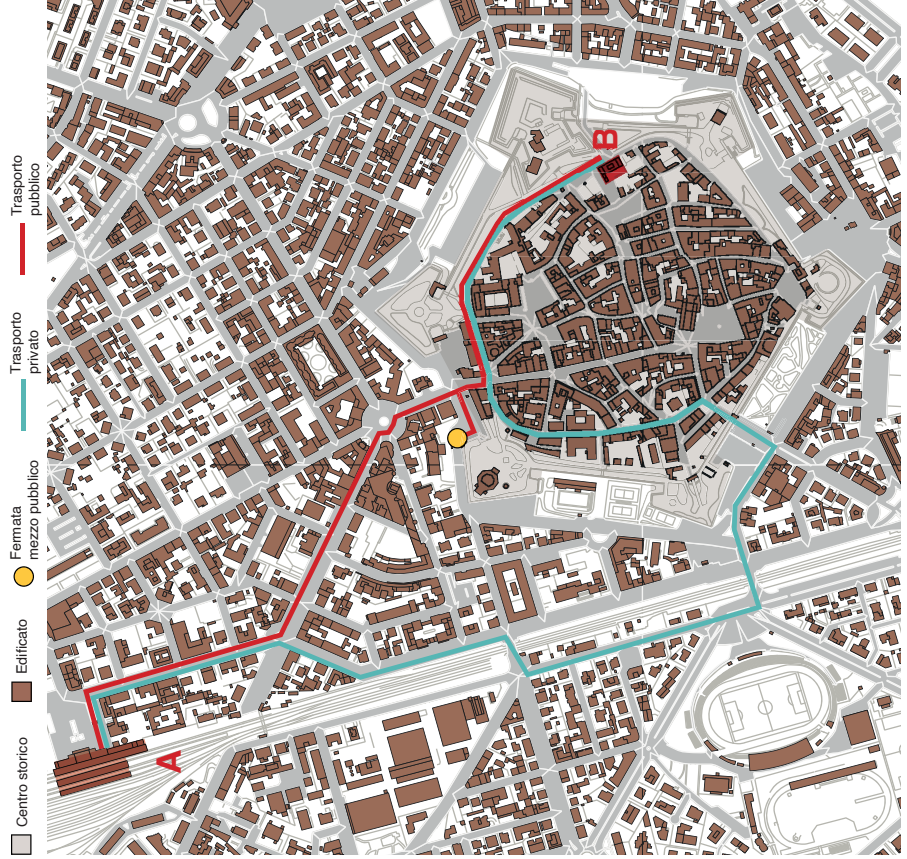 Centro storico
Edificato
Fermata
mezzo pubblico
Trasporto
privato
Trasporto
pubblico
A
B